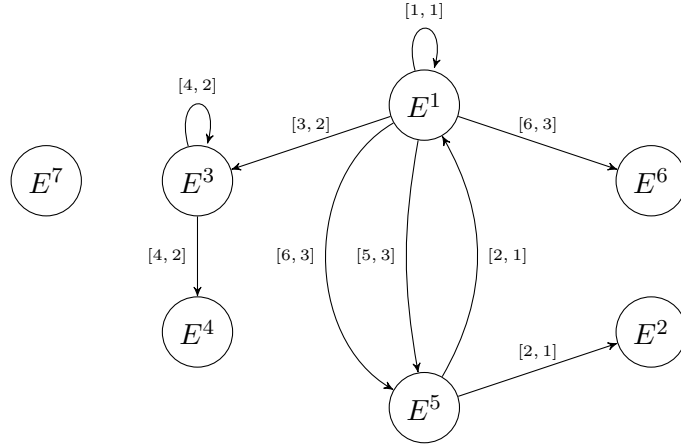 [1, 1]
E^1
[4, 2]
[3, 2]
[6, 3]
E^7
E^3
E^6
[4, 2]
[6, 3]
[5, 3]
[2, 1]
E^4
E^2
[2, 1]
E^5